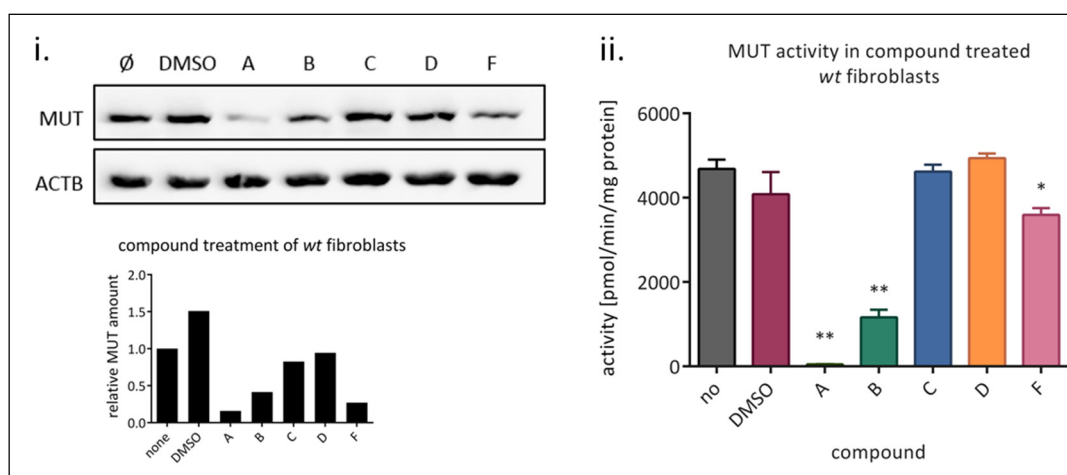 i.
Ø DMSO A B C D F
MUT
ACTB
compound treatment of wt fibroblasts
relative MUT amount
2.0
1.5
1.0
0.5
0.0
none DMSO A B C D F
ii.
MUT activity in compound treated
wt fibroblasts
activity [pmol/min/mg protein]
6000
4000
2000
0
** ** *
no DMSO A B C D F
compound